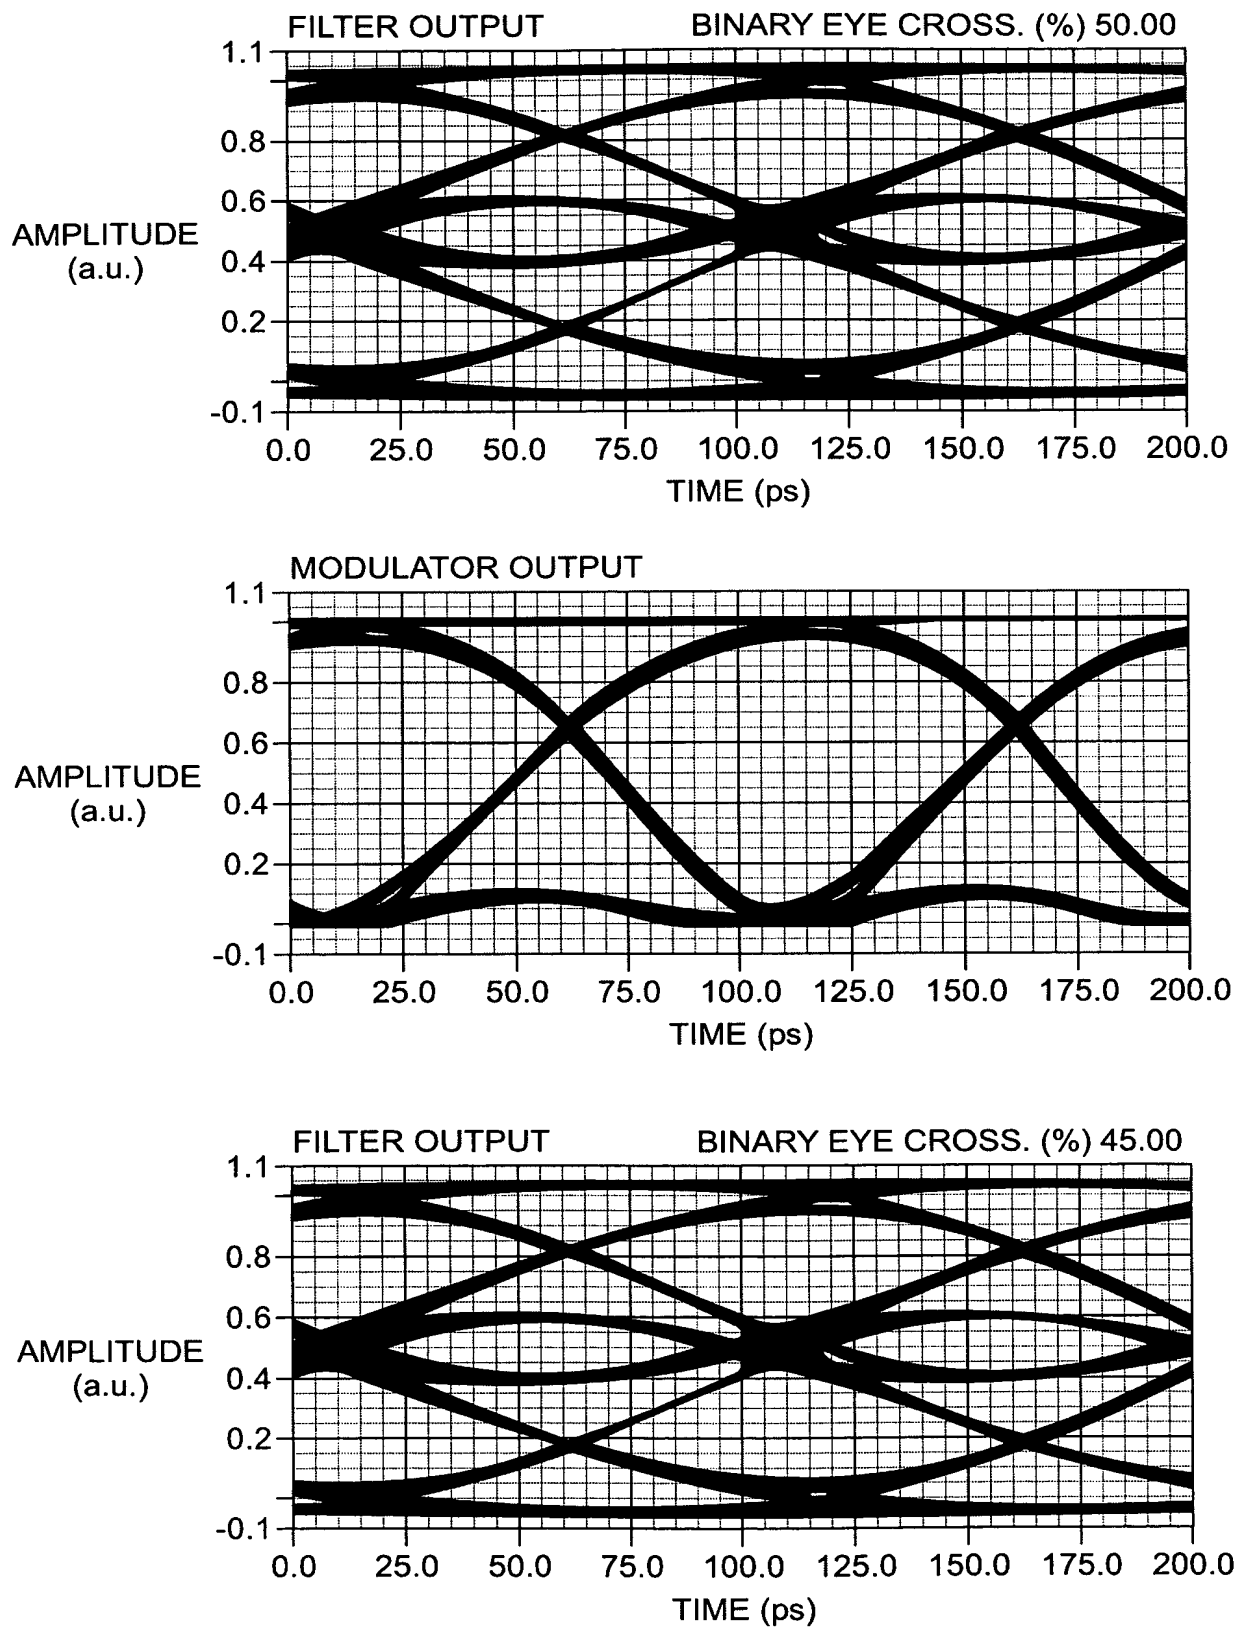 FILTER OUTPUT BINARY EYE CROSS. (%) 50.00
1.1
0.8
0.6
AMPLITUDE
(a.u.)
0.4
0.2
-0.1
0.0 25.0 50.0 75.0 100.0 125.0 150.0 175.0 200.0
TIME (ps)
MODULATOR OUTPUT
1.1
0.8
0.6
AMPLITUDE
(a.u.)
0.4
0.2
-0.1
0.0 25.0 50.0 75.0 100.0 125.0 150.0 175.0 200.0
TIME (ps)
FILTER OUTPUT BINARY EYE CROSS. (%) 45.00
1.1
0.8
0.6
AMPLITUDE
(a.u.)
0.4
0.2
-0.1
0.0 25.0 50.0 75.0 100.0 125.0 150.0 175.0 200.0
TIME (ps)